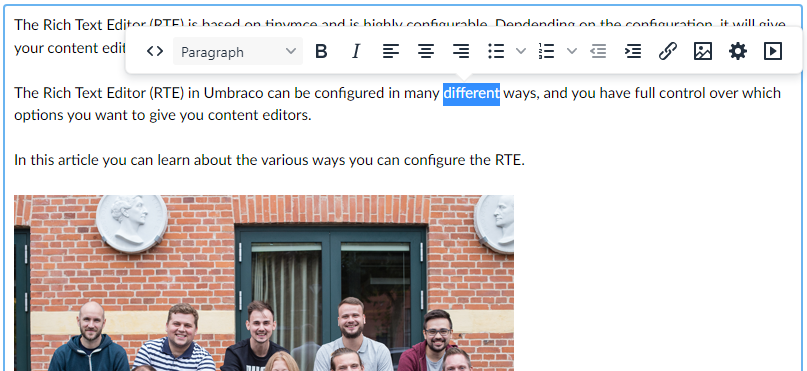 The Rich Text Editor (RTE) is based on tinymce and is highly configurable. Dependending on the configuration, it will give
your content edit
Paragraph
B I
The Rich Text Editor (RTE) in Umbraco can be configured in many different ways, and you have full control over which
options you want to give you content editors.
In this article you can learn about the various ways you can configure the RTE.